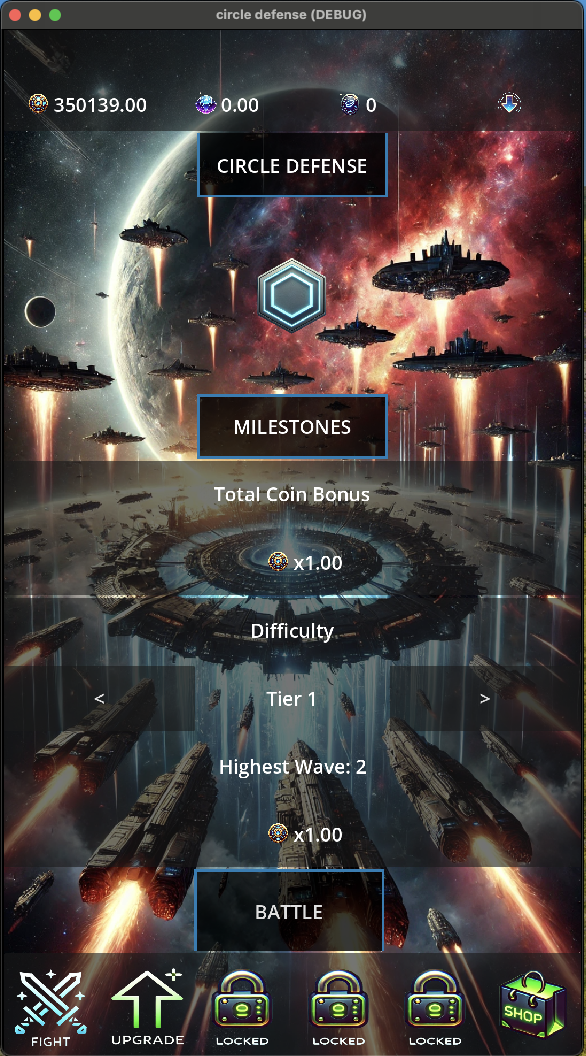 circle defense (DEBUG)
350139.00 0.00 0
CIRCLE DEFENSE
MILESTONES
Total Coin Bonus
x1.00
Difficulty
< Tier 1 >
Highest Wave: 2
x1.00
BATTLE
FIGHT UPGRADE LOCKED LOCKED LOCKED SHOP